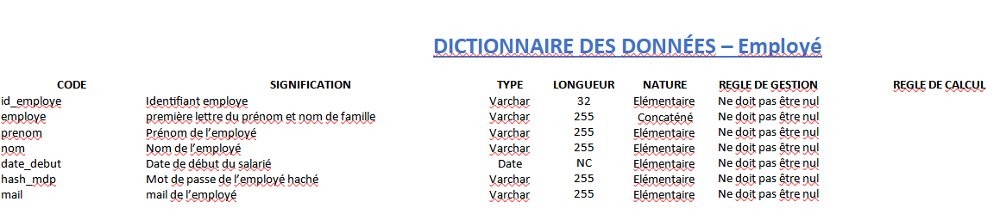 DICTIONNAIRE DES DONNÉES – Employé
CODE SIGNIFICATION TYPE LONGUEUR NATURE REGLE DE GESTION REGLE DE CALCUL
id_employe Identifiant employe Varchar 32 Elémentaire Ne doit pas être nul
employe première lettre du prénom et nom de famille Varchar 255 Concaténé Ne doit pas être nul
prenom Prénom de l’employé Varchar 255 Elémentaire Ne doit pas être nul
nom Nom de l’employé Varchar 255 Elémentaire Ne doit pas être nul
date_debut Date de début du salarié Date NC Elémentaire Ne doit pas être nul
hash_mdp Mot de passe de l’employé haché Varchar 255 Elémentaire Ne doit pas être nul
mail mail de l’employé Varchar 255 Elémentaire Ne doit pas être nul